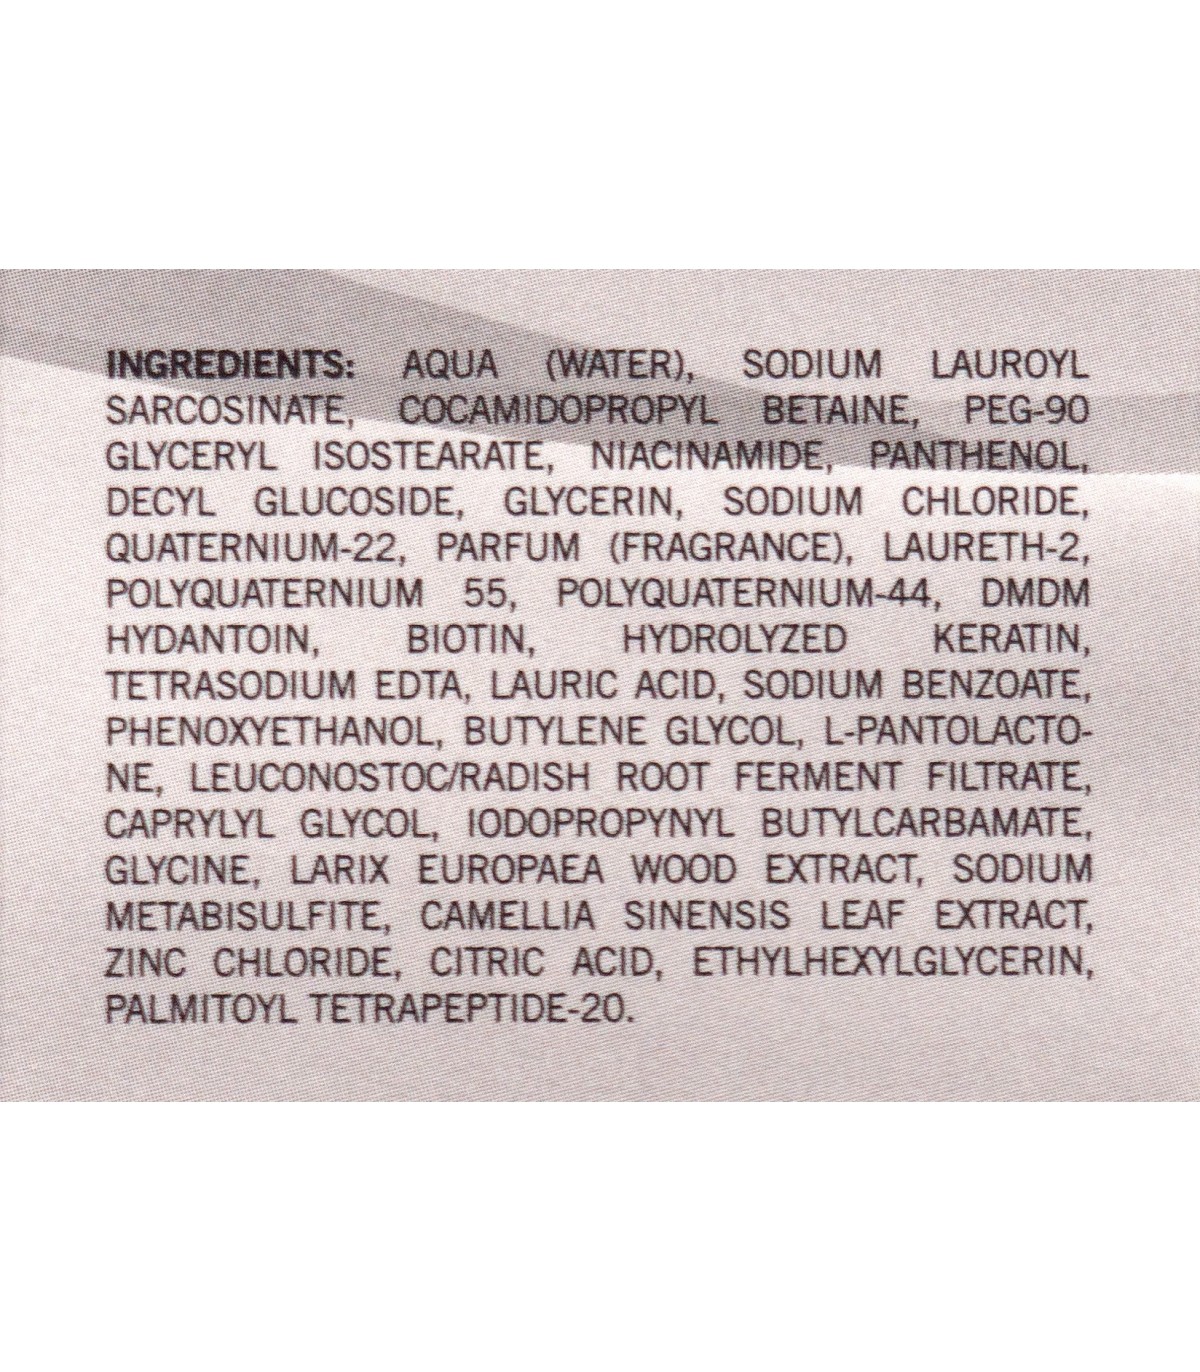 INGREDIENTS: AQUA (WATER), SODIUM LAUROYL
SARCOSINATE, COCAMIDOPROPYL BETAINE, PEG-90
GLYCERYL ISOSTEARATE, NIACINAMIDE, PANTHENOL,
DECYL GLUCOSIDE, GLYCERIN, SODIUM CHLORIDE,
QUATERNIUM-22, PARFUM (FRAGRANCE), LAURETH-2,
POLYQUATERNIUM 55, POLYQUATERNIUM-44, DMDM
HYDANTOIN, BIOTIN, HYDROLYZED KERATIN,
TETRASODIUM EDTA, LAURIC ACID, SODIUM BENZOATE,
PHENOXYETHANOL, BUTYLENE GLYCOL, L-PANTOLACTO-
NE, LEUCONOSTOC/RADISH ROOT FERMENT FILTRATE,
CAPRYLYL GLYCOL, IODOPROPYNYL BUTYLCARBAMATE,
GLYCINE, LARIX EUROPAEA WOOD EXTRACT, SODIUM
METABISULFITE, CAMELLIA SINENSIS LEAF EXTRACT,
ZINC CHLORIDE, CITRIC ACID, ETHYLHEXYLGLYCERIN,
PALMITOYL TETRAPEPTIDE-20.